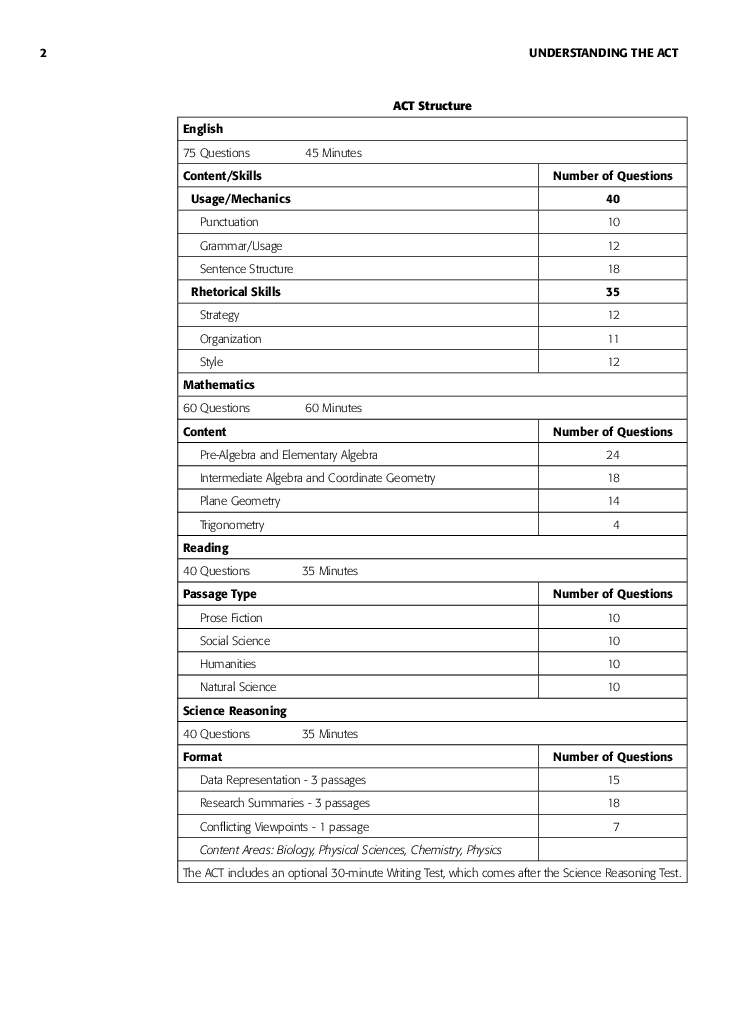 2 UNDERSTANDING THE ACT
ACT Structure
English
75 Questions 45 Minutes
Content/Skills Number of Questions
Usage/Mechanics 40
Punctuation 10
Grammar/Usage 12
Sentence Structure 18
Rhetorical Skills 35
Strategy 12
Organization 11
Style 12
Mathematics
60 Questions 60 Minutes
Content Number of Questions
Pre-Algebra and Elementary Algebra 24
Intermediate Algebra and Coordinate Geometry 18
Plane Geometry 14
Trigonometry 4
Reading
40 Questions 35 Minutes
Passage Type Number of Questions
Prose Fiction 10
Social Science 10
Humanities 10
Natural Science 10
Science Reasoning
40 Questions 35 Minutes
Format Number of Questions
Data Representation - 3 passages 15
Research Summaries - 3 passages 18
Conflicting Viewpoints - 1 passage 7
Content Areas: Biology, Physical Sciences, Chemistry, Physics
The ACT includes an optional 30-minute Writing Test, which comes after the Science Reasoning Test.